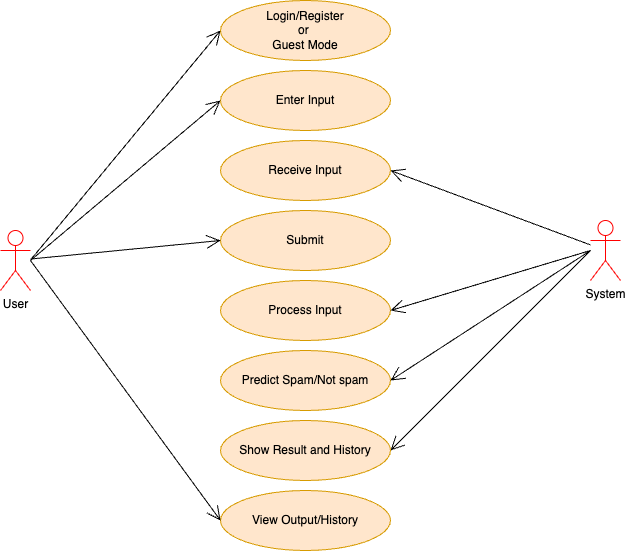 Login/Register
or
Guest Mode
Enter Input
Receive Input
Submit
User
System
Process Input
Predict Spam/Not spam
Show Result and History
View Output/History